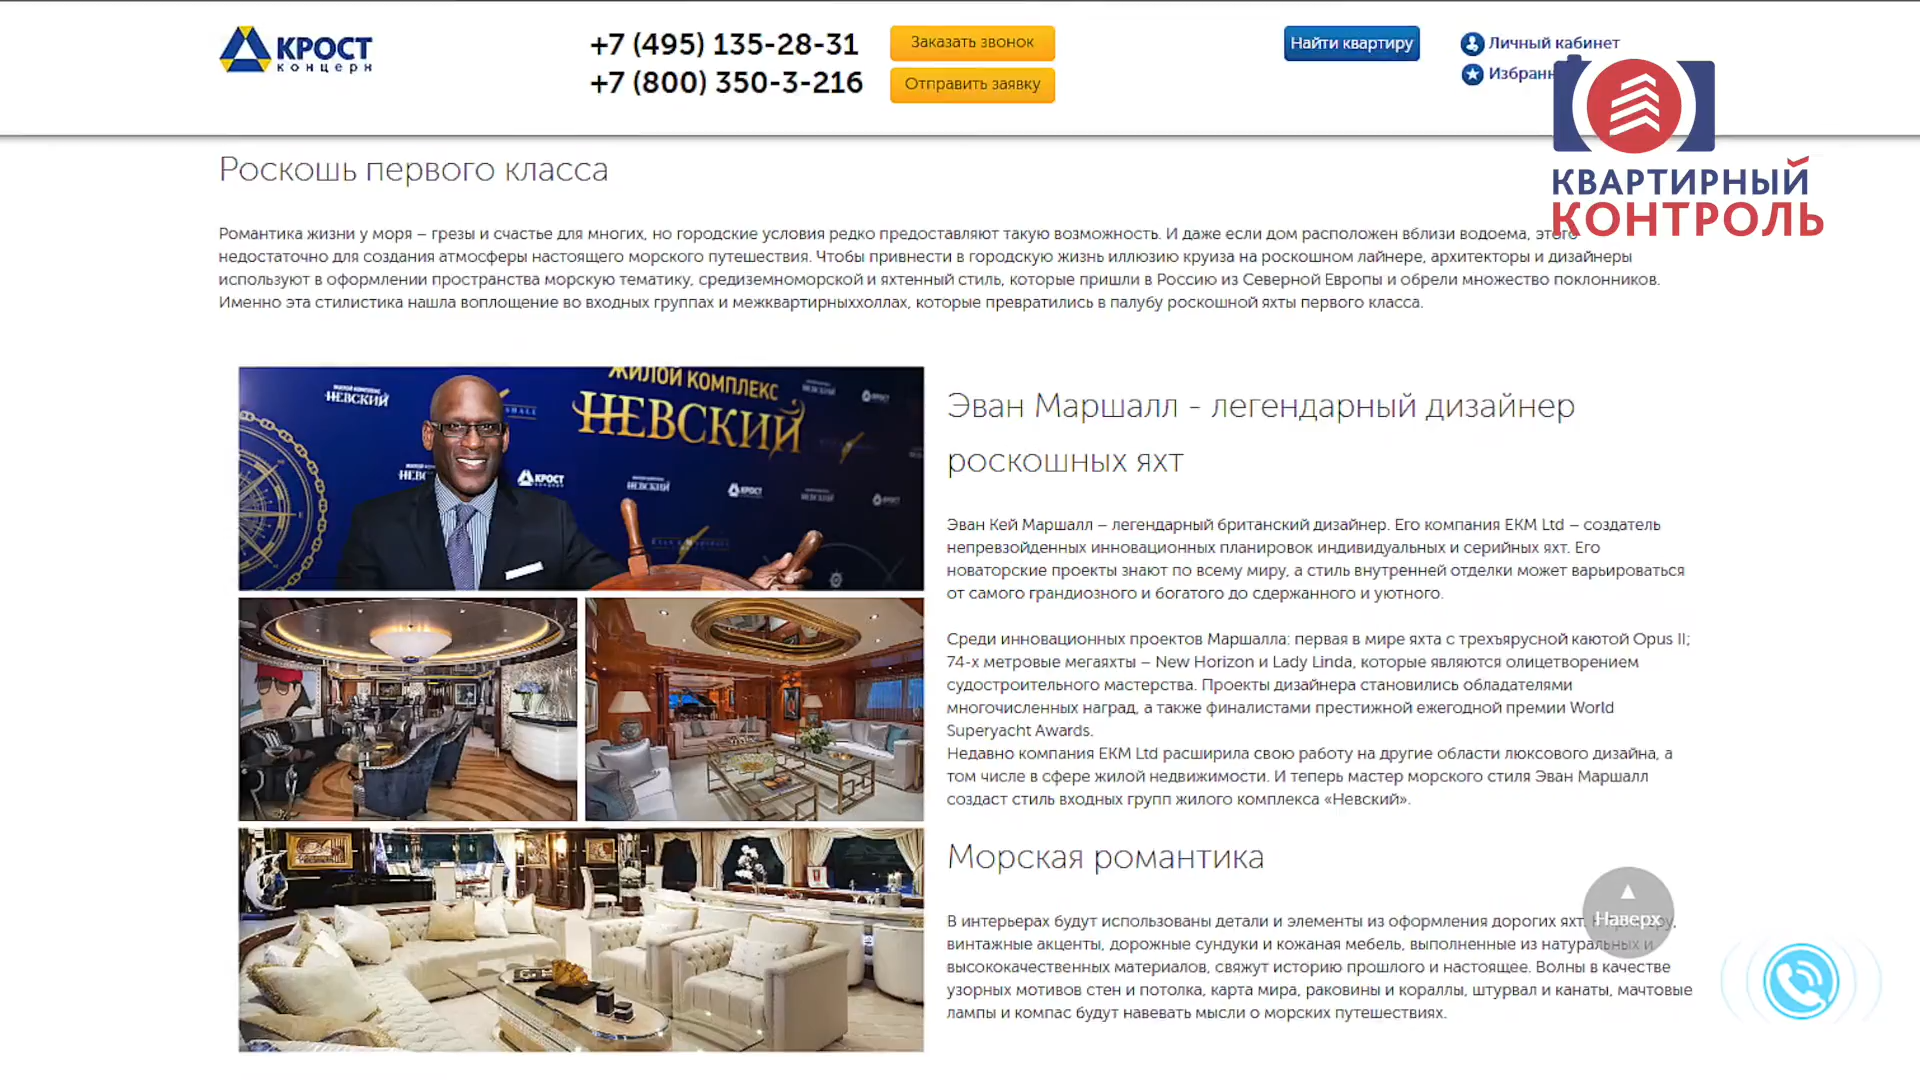 КРОСТ
концерн
+7 (495) 135-28-31
+7 (800) 350-3-216
Заказать звонок
Отправить заявку
Найти квартиру
Личный кабинет
КВАРТИРНЫЙ
КОНТРОЛЬ
Роскошь первого класса
Романтика жизни у моря – грезы и счастье для многих, но городские условия редко предоставляют такую возможность. И даже если дом расположен вблизи водоема, этого
недостаточно для создания атмосферы настоящего морского путешествия. Чтобы привнести в городскую жизнь иллюзию круиза на роскошном лайнере, архитекторы и дизайнеры
используют в оформлении пространства морскую тематику, средиземноморской и яхтенный стиль, которые пришли в Россию из Северной Европы и обрели множество поклонников.
Именно эта стилистика нашла воплощение во входных группах и межквартирныххоллах, которые превратились в палубу роскошной яхты первого класса.
ЖИЛОЙ КОМПЛЕКС
НЕВСКИЙ
ЖИЛОЙ КОМПЛЕКС
НЕВСКИЙ
КРОСТ
НЕВСКИЙ
КРОСТ
Эван Маршалл - легендарный дизайнер
роскошных яхт
Эван Кей Маршалл – легендарный британский дизайнер. Его компания EKM Ltd – создатель
непревзойденных инновационных планировок индивидуальных и серийных яхт. Его
новаторские проекты знают по всему миру, а стиль внутренней отделки может варьироваться
от самого грандиозного и богатого до сдержанного и уютного.
Среди инновационных проектов Маршалла: первая в мире яхта с трехъярусной каютой Opus II;
74-х метровые мегаяхты – New Horizon и Lady Linda, которые являются олицетворением
судостроительного мастерства. Проекты дизайнера становились обладателями
многочисленных наград, а также финалистами престижной ежегодной премии World
Superyacht Awards.
Недавно компания EKM Ltd расширила свою работу на другие области люксового дизайна, а
том числе в сфере жилой недвижимости. И теперь мастер морского стиля Эван Маршалл
создаст стиль входных групп жилого комплекса «Невский».
Морская романтика
В интерьерах будут использованы детали и элементы из оформления дорогих яхт.
винтажные акценты, дорожные сундуки и кожаная мебель, выполненные из натуральных и
высококачественных материалов, свяжут историю прошлого и настоящее. Волны в качестве
узорных мотивов стен и потолка, карта мира, раковины и кораллы, штурвал и канаты, мачтовые
лампы и компас будут навевать мысли о морских путешествиях.
Наверх